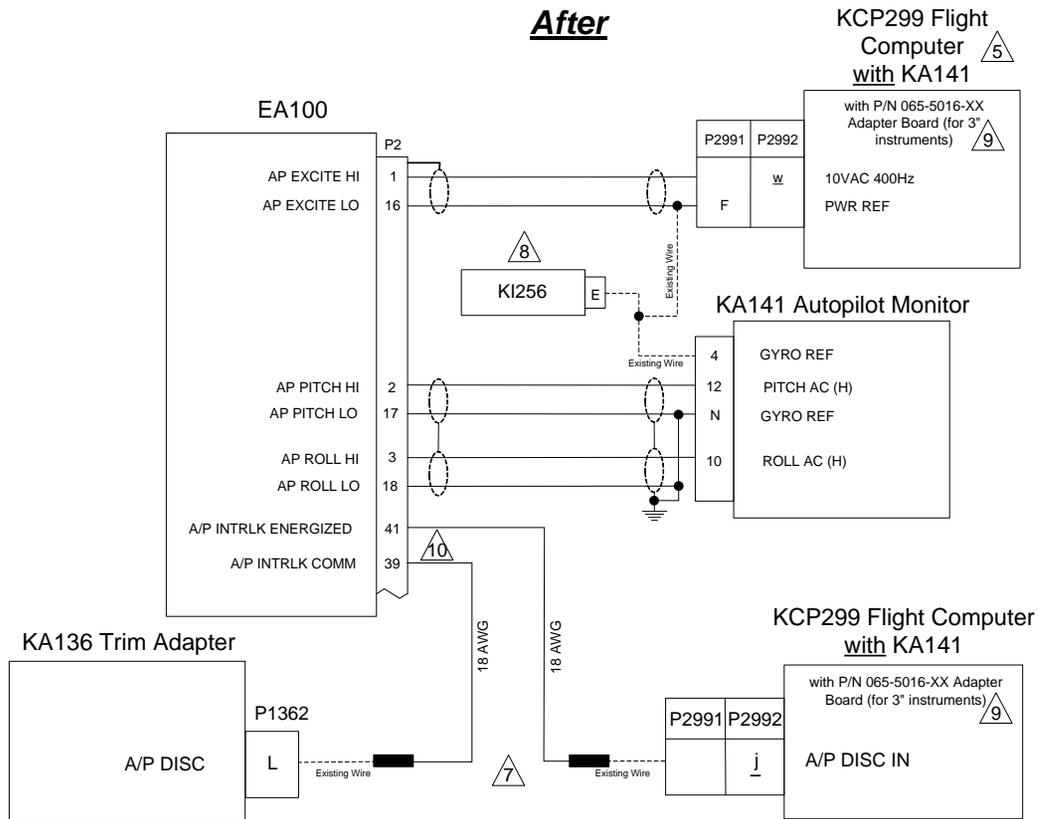 After
KCP299 Flight
Computer
5
with KA141
with P/N 065-5016-XX
Adapter Board (for 3"
instruments)
9
EA100
P2
P2991
P2992
AP EXCITE HI
1
w
10VAC 400Hz
AP EXCITE LO
16
F
PWR REF
8
KI256
E
Existing Wire
KA141 Autopilot Monitor
Existing Wire
4
GYRO REF
AP PITCH HI
2
12
PITCH AC (H)
AP PITCH LO
17
N
GYRO REF
AP ROLL HI
3
10
ROLL AC (H)
AP ROLL LO
18
A/P INTRLK ENERGIZED
41
10
A/P INTRLK COMM
39
18 AWG
18 AWG
KA136 Trim Adapter
P1362
A/P DISC
L
Existing Wire
7
Existing Wire
KCP299 Flight Computer
with KA141
with P/N 065-5016-XX Adapter
Board (for 3" instruments)
9
P2991
P2992
j
A/P DISC IN